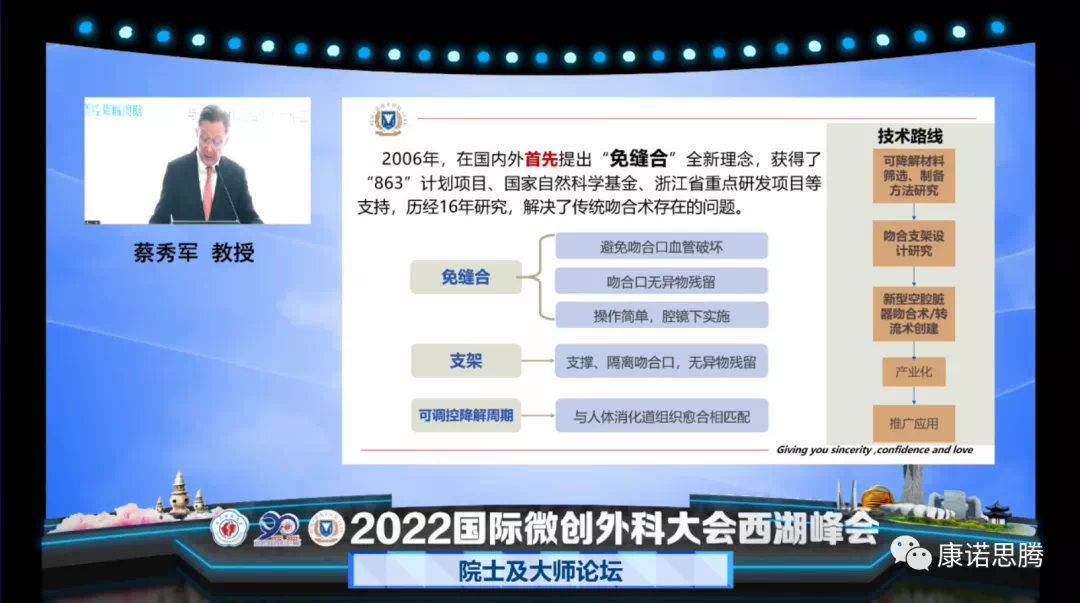 蔡秀军 教授
2006年，在国内外首先提出“免缝合”全新理念，获得了
“863”计划项目、国家自然科学基金、浙江省重点研发项目等
支持，历经16年研究，解决了传统吻合术存在的问题。
免缝合
避免吻合口血管破坏
吻合口无异物残留
操作简单，腔镜下实施
支架
支撑、隔离吻合口，无异物残留
可调控降解周期
与人体消化道组织愈合相匹配
技术路线
可降解材料
筛选、制备
方法研究
吻合支架设
计研究
新型空腔脏
器吻合术/转
流术创建
产业化
推广应用
Giving you sincerity ,confidence and love
2022国际微创外科大会西湖峰会
院士及大师论坛
康诺思腾